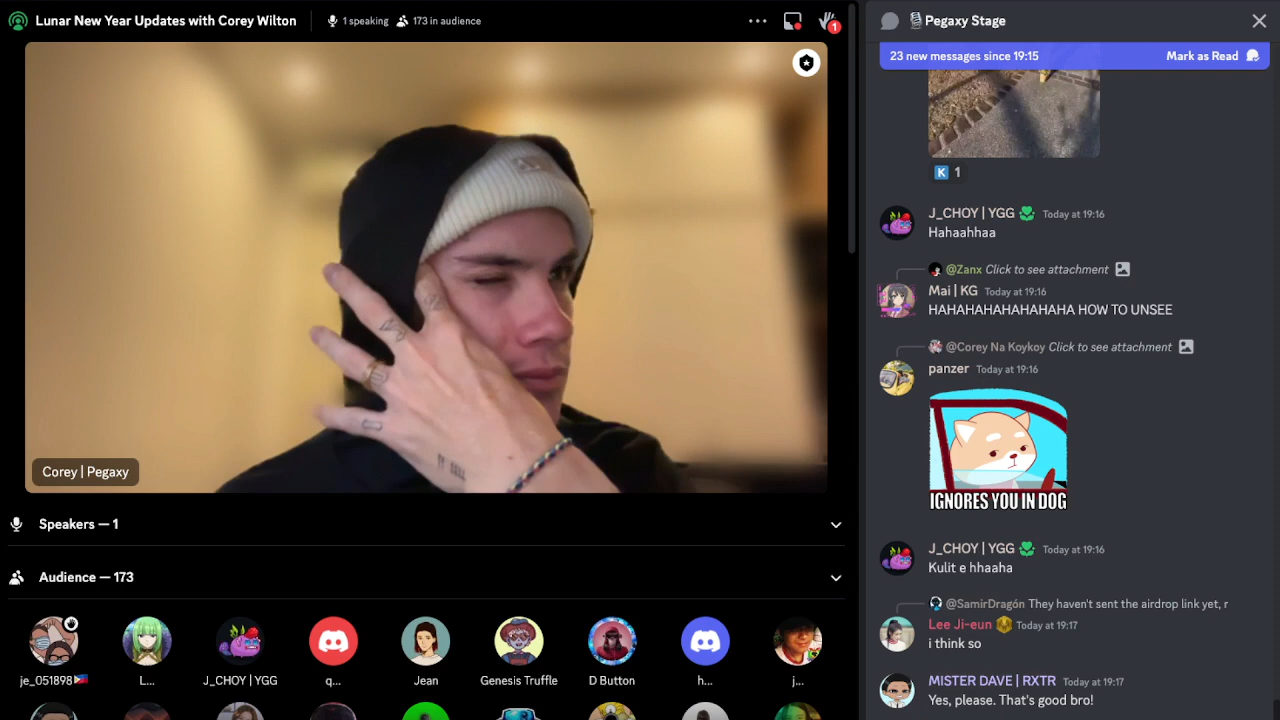 Lunar New Year Updates with Corey Wilton
1 speaking
173 in audience
1
Corey | Pegaxy
Speakers — 1
Audience — 173
je_051898🇵🇭
L...
J_CHOY | YGG
q...
Jean
Genesis Truffle
D Button
h...
j...
Pegaxy Stage
23 new messages since 19:15
Mark as Read
K 1
J_CHOY | YGG Today at 19:16
Hahaahhaa
@Zanx Click to see attachment
Mai | KG Today at 19:16
HAHAHAHAHAHAHAHA HOW TO UNSEE
@Corey Na Koykoy Click to see attachment
panzer Today at 19:16
IGNORES YOU IN DOG
J_CHOY | YGG Today at 19:16
Kulit e hhaaha
@SamirDragón They haven't sent the airdrop link yet, r
Lee Ji-eun Today at 19:17
i think so
MISTER DAVE | RXTR Today at 19:17
Yes, please. That's good bro!